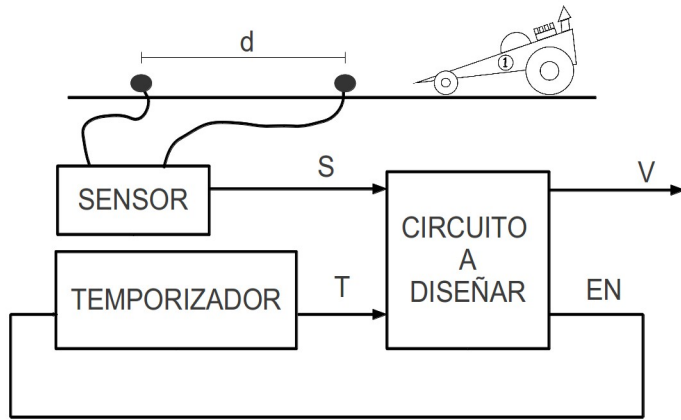 d
1
SENSOR
S
CIRCUITO
A
DISEÑAR
V
TEMPORIZADOR
T
EN